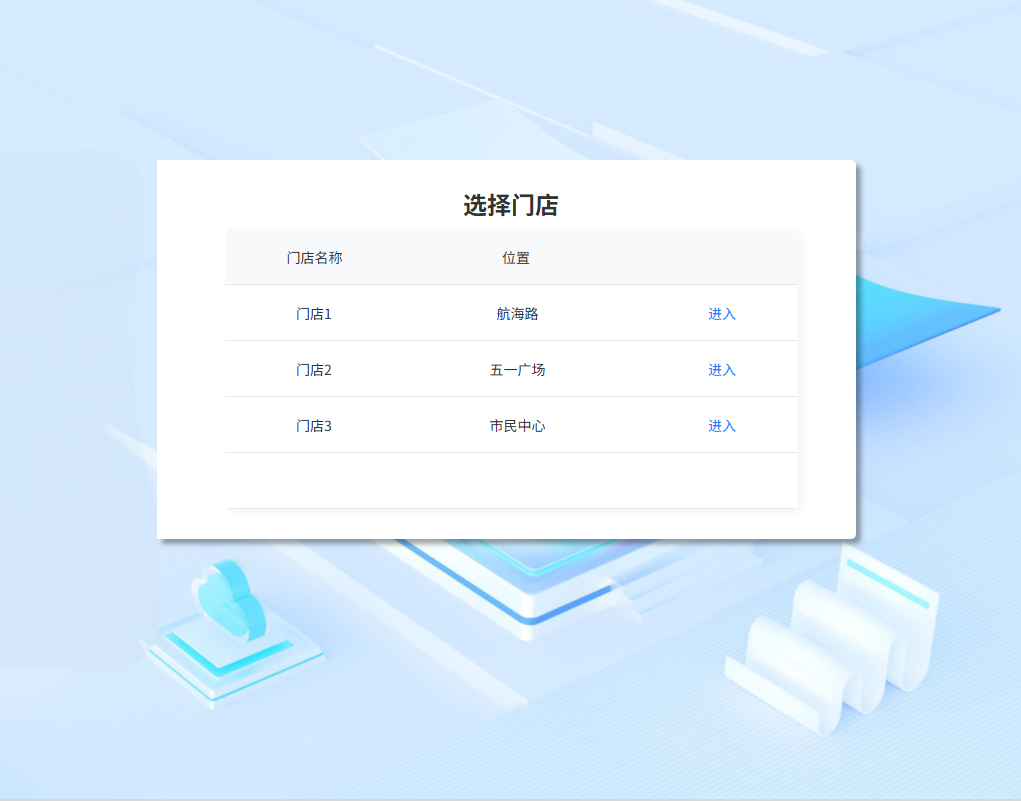 选择门店
门店名称 位置
门店1 航海路 进入
门店2 五一广场 进入
门店3 市民中心 进入